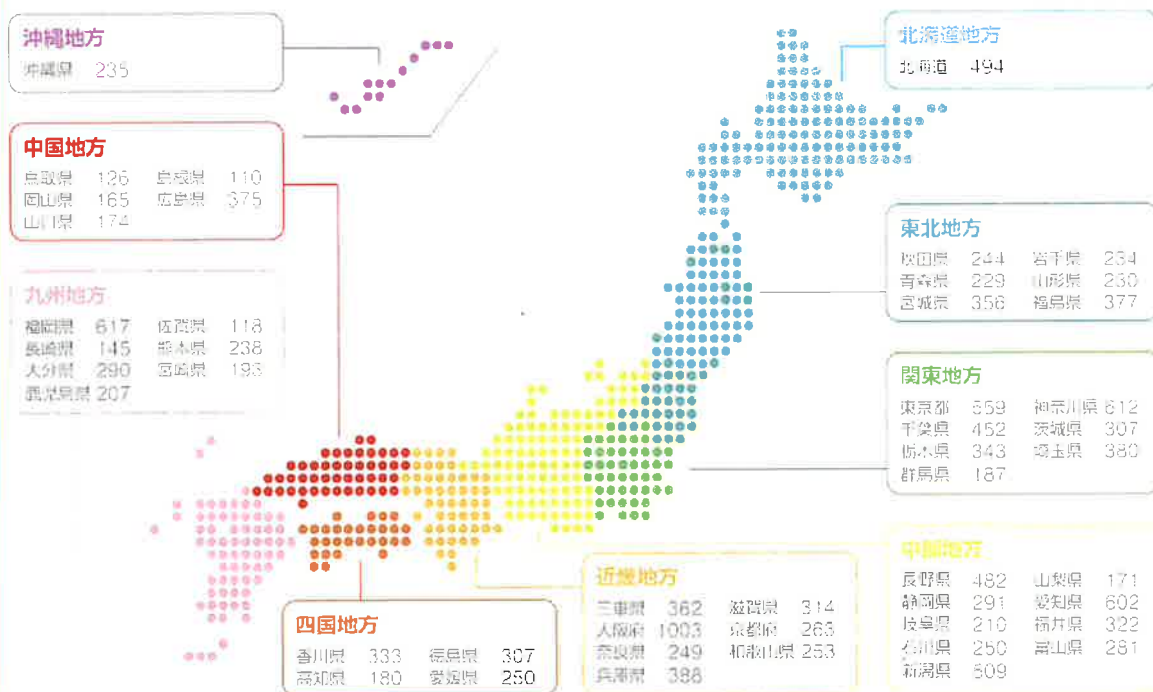 沖縄地方
沖縄県 235
北海道地方
北海道 494
中国地方
鳥取県 126 島根県 110
岡山県 165 広島県 375
山口県 174
東北地方
秋田県 244 岩手県 234
青森県 229 山形県 230
宮城県 356 福島県 377
九州地方
福岡県 617 佐賀県 118
長崎県 145 熊本県 238
大分県 290 宮崎県 193
鹿児島県 207
関東地方
東京都 559 神奈川県 612
千葉県 452 茨城県 307
栃木県 343 埼玉県 380
群馬県 187
中部地方
長野県 482 山梨県 171
静岡県 291 愛知県 602
岐阜県 210 福井県 322
石川県 250 富山県 281
新潟県 509
近畿地方
三重県 362 滋賀県 314
大阪府 1003 京都府 263
奈良県 249 和歌山県 253
兵庫県 388
四国地方
香川県 333 徳島県 307
高知県 180 愛媛県 250